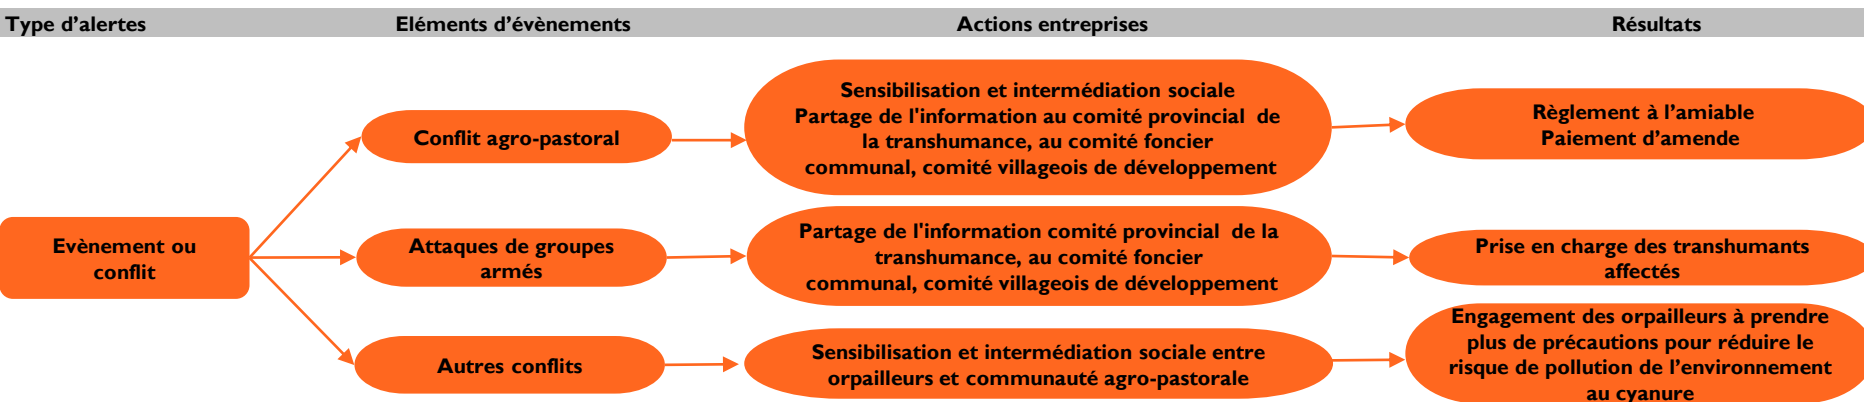 Type d’alertes
Eléments d’évènements
Actions entreprises
Résultats
Evènement ou
conflit
Conflit agro-pastoral
Sensibilisation et intermédiation sociale
Partage de l'information au comité provincial de
la transhumance, au comité foncier
communal, comité villageois de développement
Règlement à l’amiable
Paiement d’amende
Attaques de groupes
armés
Partage de l'information comité provincial de la
transhumance, au comité foncier
communal, comité villageois de développement
Prise en charge des transhumants
affectés
Autres conflits
Sensibilisation et intermédiation sociale entre
orpailleurs et communauté agro-pastorale
Engagement des orpailleurs à prendre
plus de précautions pour réduire le
risque de pollution de l’environnement
au cyanure